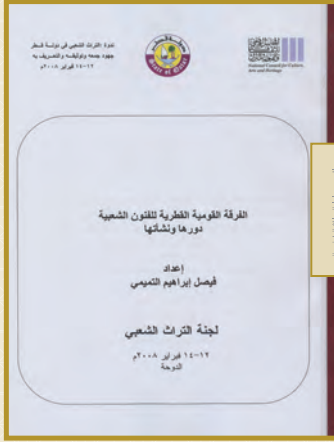 ندوة التراث الشعبي في دولة قطر
جهود جمعه وتوثيقه والتعريف به
١٢-١٤ فبراير ٢٠٠٨م
State of Qatar
National Council for Culture,
Arts and Heritage
الفرقة القومية القطرية للفنون الشعبية
دورها ونشأتها
إعداد
فيصل إبراهيم التميمي
لجنة التراث الشعبي
١٢-١٤ فبراير ٢٠٠٨م
الدوحة